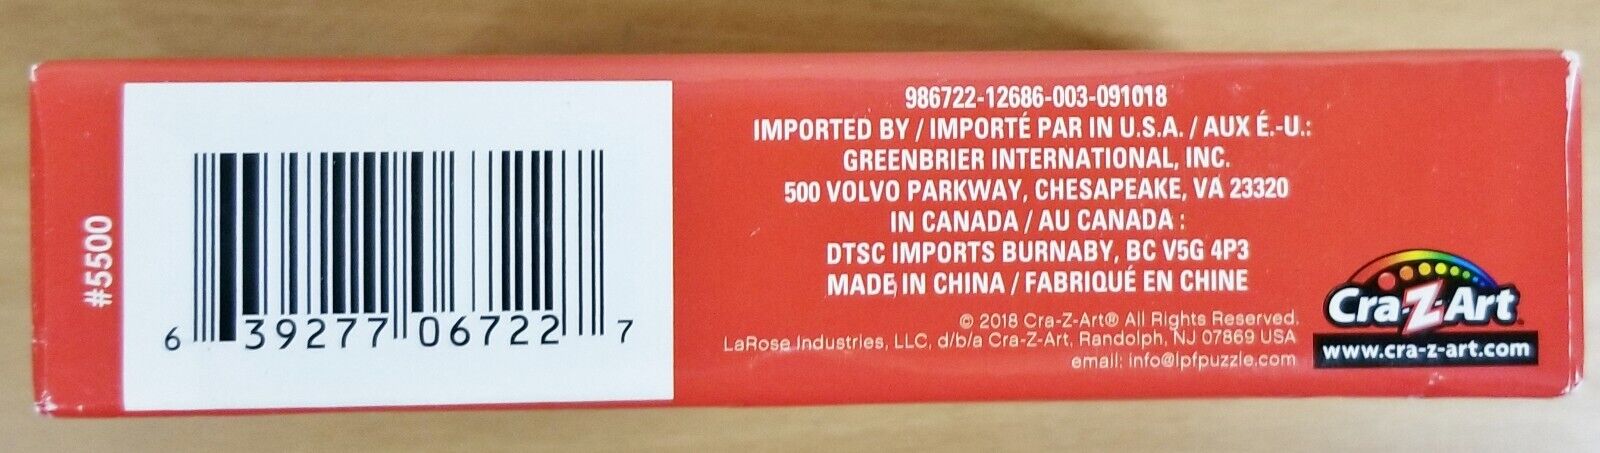 #5500
6 39277 06722 7
986722-12686-003-091018
IMPORTED BY / IMPORTÉ PAR IN U.S.A. / AUX É.-U.:
GREENBRIER INTERNATIONAL, INC.
500 VOLVO PARKWAY, CHESAPEAKE, VA 23320
IN CANADA / AU CANADA :
DTSC IMPORTS BURNABY, BC V5G 4P3
MADE IN CHINA / FABRIQUÉ EN CHINE
© 2018 Cra-Z-Art® All Rights Reserved.
LaRose Industries, LLC, d/b/a Cra-Z-Art, Randolph, NJ 07869 USA
email: info@lpfpuzzle.com
Cra-Z-Art
www.cra-z-art.com